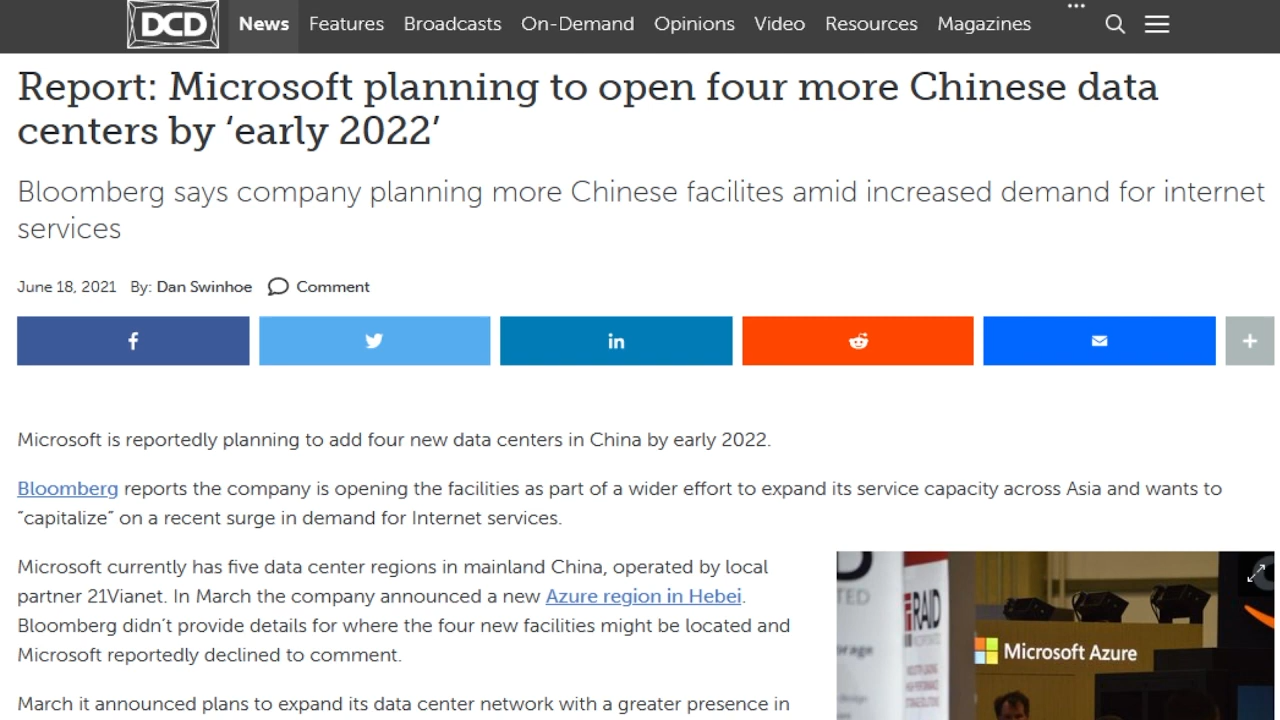 DCD News Features Broadcasts On-Demand Opinions Video Resources Magazines
Report: Microsoft planning to open four more Chinese data
centers by ‘early 2022’
Bloomberg says company planning more Chinese facilites amid increased demand for internet
services
June 18, 2021 By: Dan Swinhoe Comment
f in +
Microsoft is reportedly planning to add four new data centers in China by early 2022.
Bloomberg reports the company is opening the facilities as part of a wider effort to expand its service capacity across Asia and wants to
“capitalize” on a recent surge in demand for Internet services.
Microsoft currently has five data center regions in mainland China, operated by local
partner 21Vianet. In March the company announced a new Azure region in Hebei.
Bloomberg didn’t provide details for where the four new facilities might be located and
Microsoft reportedly declined to comment.
March it announced plans to expand its data center network with a greater presence in
RAID
Microsoft Azure